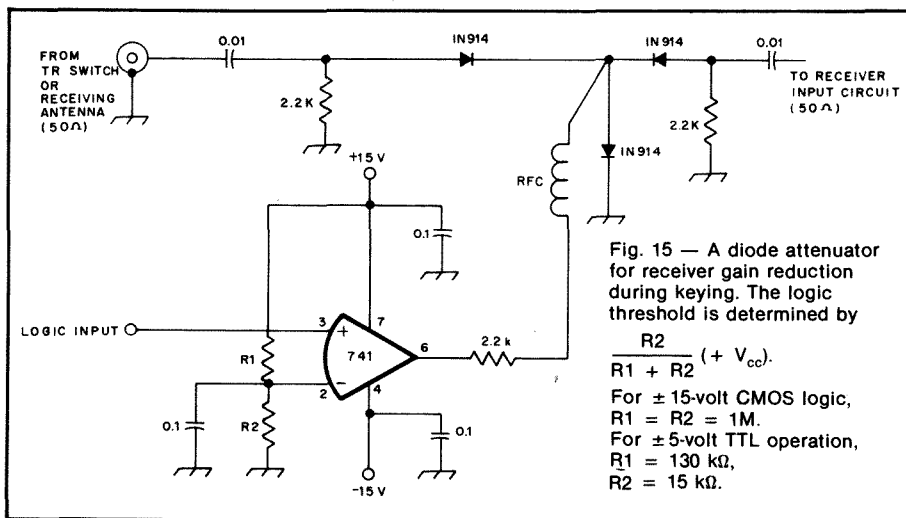 0.01
IN914
IN914
0.01
FROM
TR SWITCH
OR
RECEIVING
ANTENNA
(50Ω)
2.2K
TO RECEIVER
INPUT CIRCUIT
(50Ω)
2.2K
+15 V
RFC
IN914
0.1
LOGIC INPUT
3
+
7
R1
741
6
2.2k
2
−
4
0.1
R2
0.1
-15 V
Fig. 15 — A diode attenuator
for receiver gain reduction
during keying. The logic
threshold is determined by
R2
R1 + R2
(+ Vcc).
For ± 15-volt CMOS logic,
R1 = R2 = 1M.
For ± 5-volt TTL operation,
R1 = 130 kΩ,
R2 = 15 kΩ.